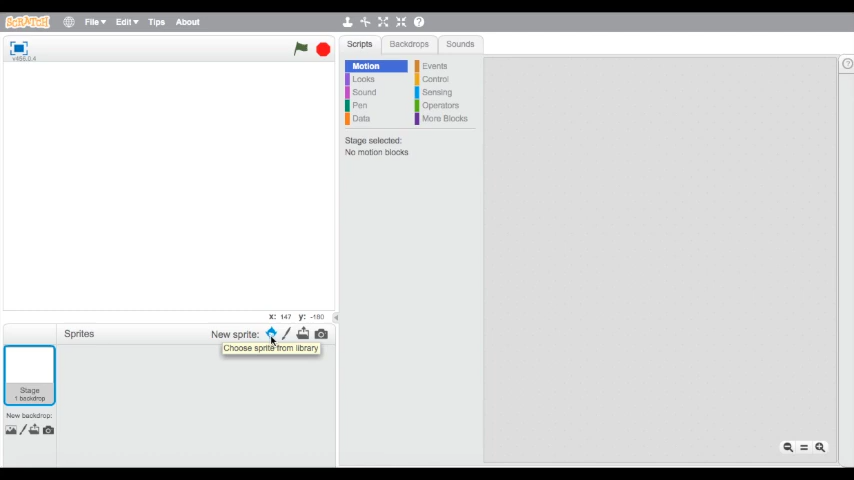 SCRATCH File▾ Edit▾ Tips About
v456.0.4
Scripts Backdrops Sounds
Motion Events
Looks Control
Sound Sensing
Pen Operators
Data More Blocks
Stage selected:
No motion blocks
x: 147 y: -180
Sprites New sprite:
Choose sprite from library
Stage
1 backdrop
New backdrop: